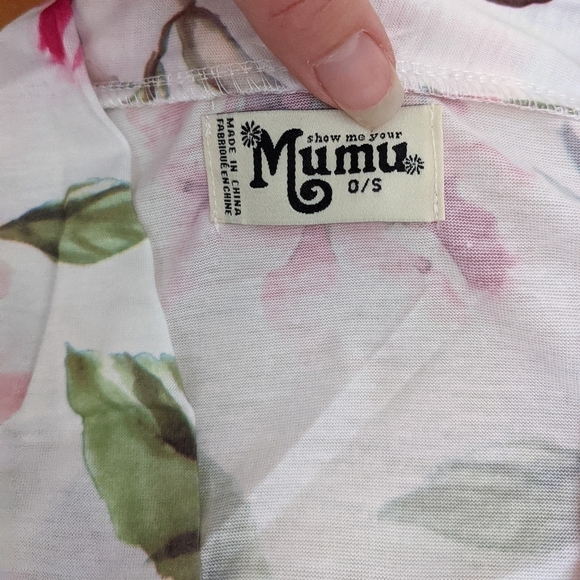 show me your
Mumu
O/S
MADE IN CHINA
FABRIQUÉ EN CHINE